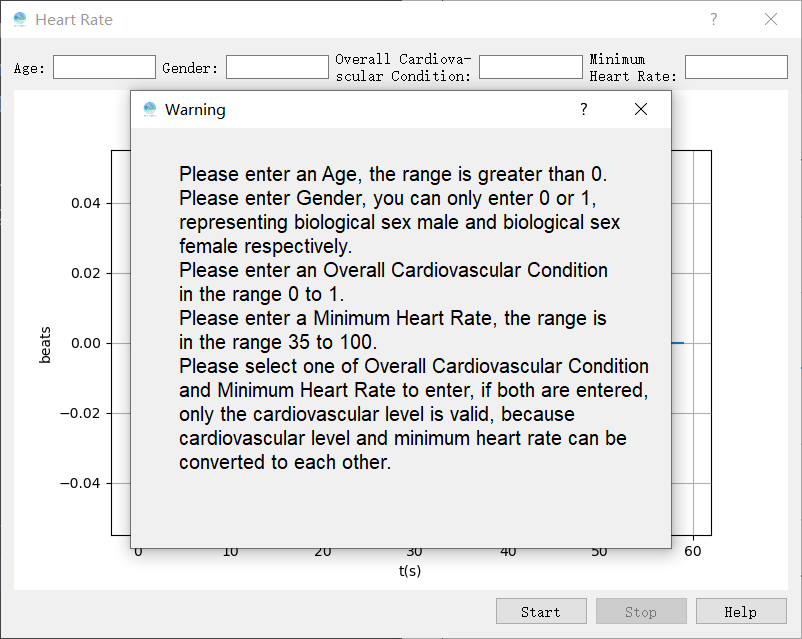 Heart Rate
?
Age:
Gender:
Overall Cardiova-
scular Condition:
Minimum
Heart Rate:
Warning
?
Please enter an Age, the range is greater than 0.
Please enter Gender, you can only enter 0 or 1,
representing biological sex male and biological sex
female respectively.
Please enter an Overall Cardiovascular Condition
in the range 0 to 1.
Please enter a Minimum Heart Rate, the range is
in the range 35 to 100.
Please select one of Overall Cardiovascular Condition
and Minimum Heart Rate to enter, if both are entered,
only the cardiovascular level is valid, because
cardiovascular level and minimum heart rate can be
converted to each other.
0.04
0.02
0.00
−0.02
−0.04
beats
0 10 20 30 40 50 60
t(s)
Start
Stop
Help